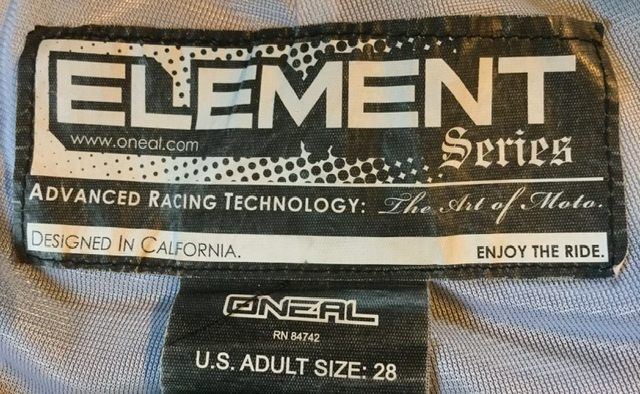 ELEMENT
www.oneal.com
Series
ADVANCED RACING TECHNOLOGY: The Art of Moto.
DESIGNED IN CALFORNIA.
ENJOY THE RIDE.
ONEAL
RN 84742
U.S. ADULT SIZE: 28